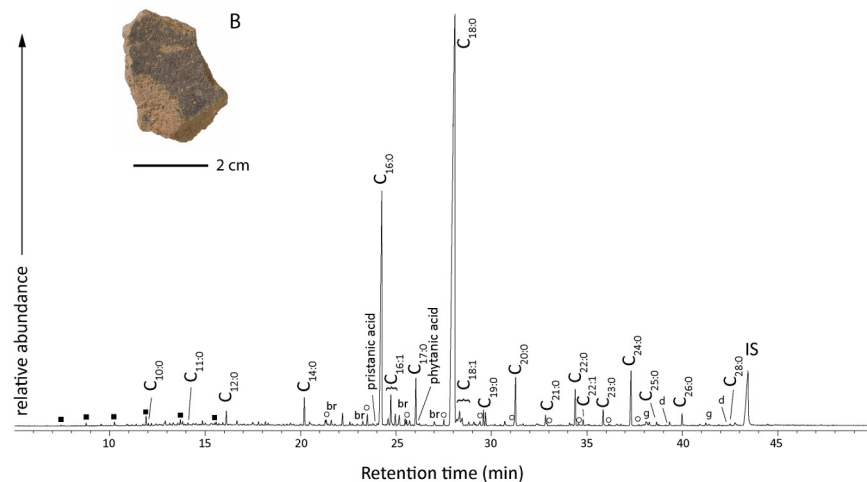 B
2 cm
relative abundance
C10:0
C11:0
C12:0
C14:0
br
pristanic acid
br
C16:0
C16:1
br
C17:0
phytanic acid
br
C18:0
C18:1
C19:0
C20:0
C21:0
C22:0
C22:1
C23:0
C24:0
g
C25:0
d
C26:0
g
d
C28:0
IS
10 15 20 25 30 35 40 45
Retention time (min)